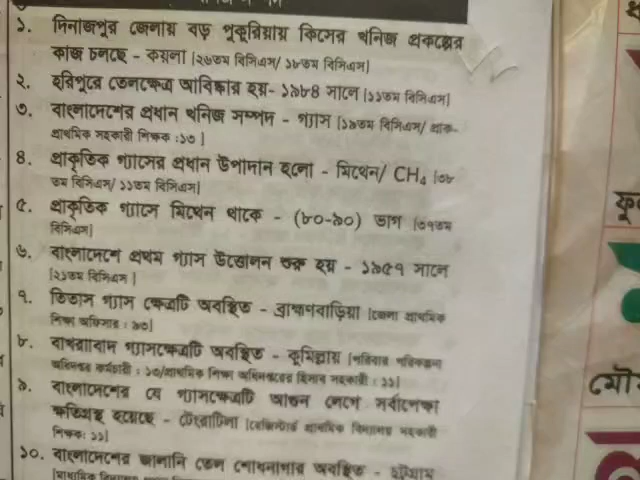 ১. দিনাজপুর জেলায় বড় পুকুরিয়ায় কিসের খনিজ প্রকল্পের
কাজ চলছে - কয়লা [২৬তম বিসিএস/ ১৮তম বিসিএস]
২. হরিপুরে তেলক্ষেত্র আবিষ্কার হয়- ১৯৮৪ সালে [১১তম বিসিএস]
৩. বাংলাদেশের প্রধান খনিজ সম্পদ - গ্যাস [১৯তম বিসিএস/ প্রাক-
প্রাথমিক সহকারী শিক্ষক :১৩ ]
৪. প্রাকৃতিক গ্যাসের প্রধান উপাদান হলো - মিথেন/ CH₄ [৩৮
তম বিসিএস/ ১১তম বিসিএস]
৫. প্রাকৃতিক গ্যাসে মিথেন থাকে - (৮০-৯০) ভাগ [৩৭তম
বিসিএস]
৬. বাংলাদেশে প্রথম গ্যাস উত্তোলন শুরু হয় - ১৯৫৭ সালে
[২১তম বিসিএস ]
৭. তিতাস গ্যাস ক্ষেত্রটি অবস্থিত - ব্রাহ্মণবাড়িয়া [জেলা প্রাথমিক
শিক্ষা অফিসার : ৯৩]
৮. বাখরাবাদ গ্যাসক্ষেত্রটি অবস্থিত - কুমিল্লায় [পরিবার পরিকল্পনা
অধিদপ্তর কর্মচারী : ১৩/প্রাথমিক শিক্ষা অধিদপ্তরের হিসাব সহকারী : ১১]
৯. বাংলাদেশের যে গ্যাসক্ষেত্রটি আগুন লেগে সর্বাপেক্ষা
ক্ষতিগ্রস্থ হয়েছে - টেংরাটিলা [রেজিস্টার্ড প্রাথমিক বিদ্যালয় সহকারী
শিক্ষক: ১১]
১০. বাংলাদেশের জ্বালানি তেল শোধনাগার অবস্থিত - চট্টগ্রাম
ফু
মৌ